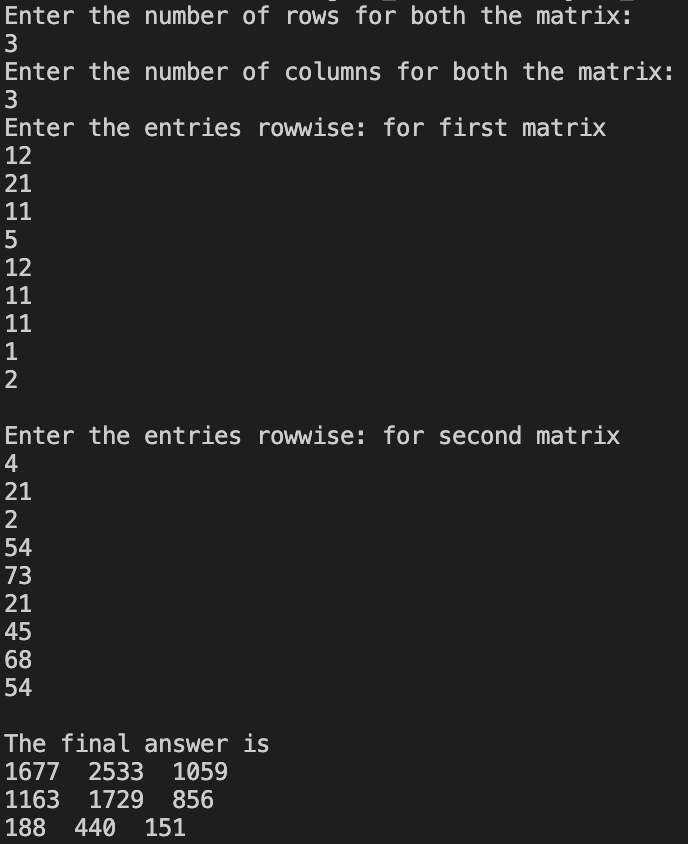 Enter the number of rows for both the matrix:
3
Enter the number of columns for both the matrix:
3
Enter the entries rowwise: for first matrix
12
21
11
5
12
11
11
1
2
Enter the entries rowwise: for second matrix
4
21
2
54
73
21
45
68
54
The final answer is
1677 2533 1059
1163 1729 856
188 440 151